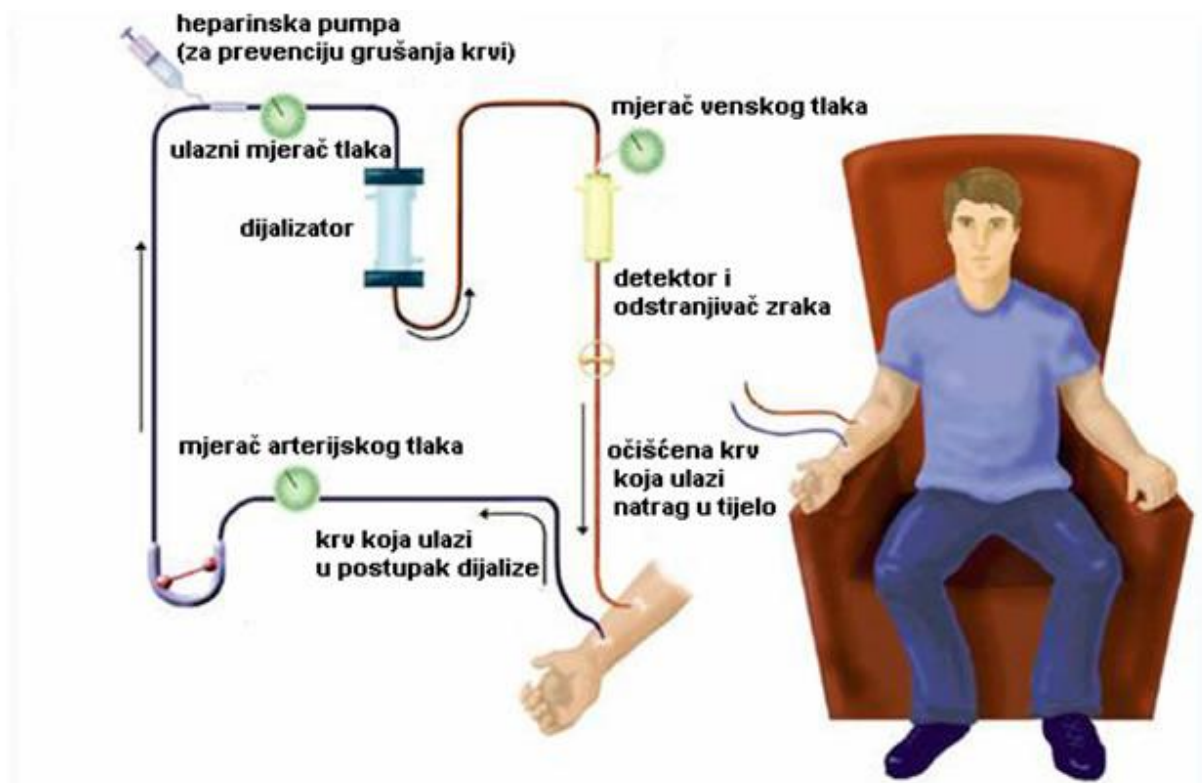 heparinska pumpa
(za prevenciju grušanja krvi)
ulazni mjerač tlaka
mjerač venskog tlaka
dijalizator
detektor i
odstranjivač zraka
mjerač arterijskog tlaka
krv koja ulazi
u postupak dijalize
očišćena krv
koja ulazi
natrag u tijelo